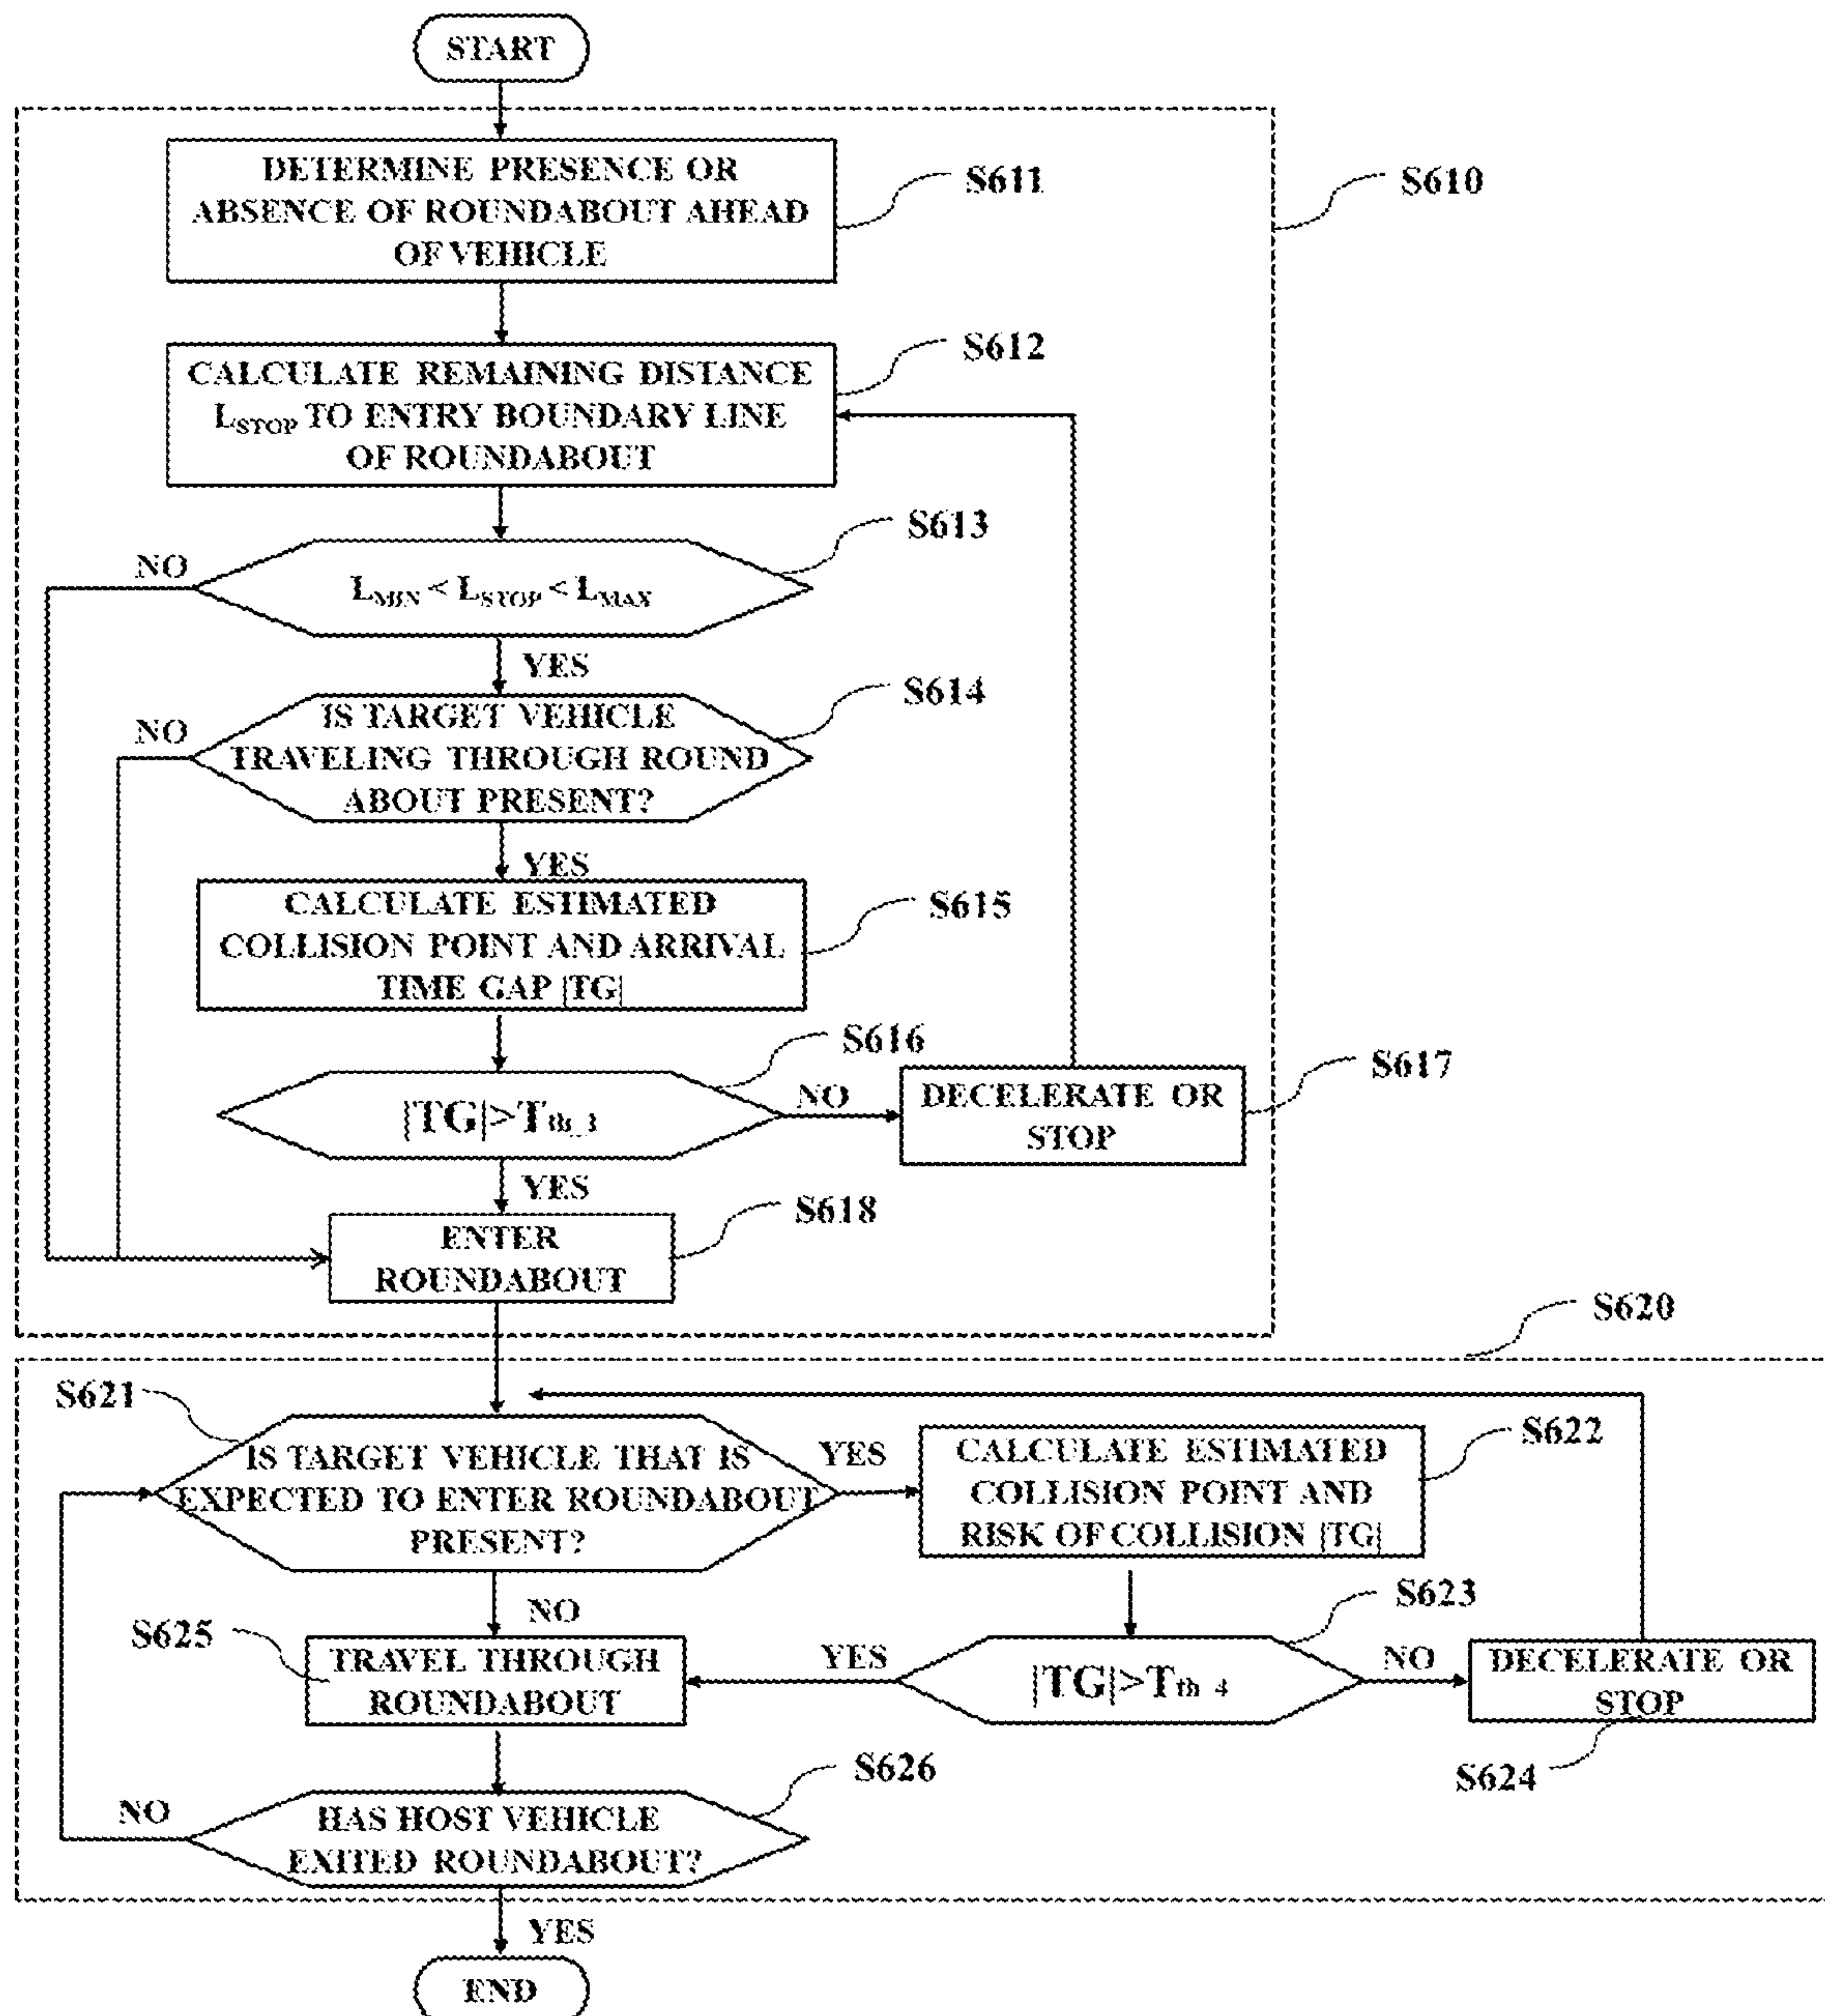 START
DETERMINE PRESENCE OR
ABSENCE OF ROUNDABOUT AHEAD
OF VEHICLE
S611
S610
CALCULATE REMAINING DISTANCE
LSTOP TO ENTRY BOUNDARY LINE
OF ROUNDABOUT
S612
S613
NO
LMIN < LSTOP < LMAX
YES
S614
NO
IS TARGET VEHICLE
TRAVELING THROUGH ROUND
ABOUT PRESENT?
YES
CALCULATE ESTIMATED
COLLISION POINT AND ARRIVAL
TIME GAP |TG|
S615
S616
|TG|>Tth_3
NO
DECELERATE OR
STOP
S617
YES
S618
ENTER
ROUNDABOUT
S620
S621
IS TARGET VEHICLE THAT IS
EXPECTED TO ENTER ROUNDABOUT
PRESENT?
YES
CALCULATE ESTIMATED
COLLISION POINT AND
RISK OF COLLISION |TG|
S622
NO
S623
S625
TRAVEL THROUGH
ROUNDABOUT
YES
|TG|>Tth_4
NO
DECELERATE OR
STOP
S624
S626
NO
HAS HOST VEHICLE
EXITED ROUNDABOUT?
YES
END